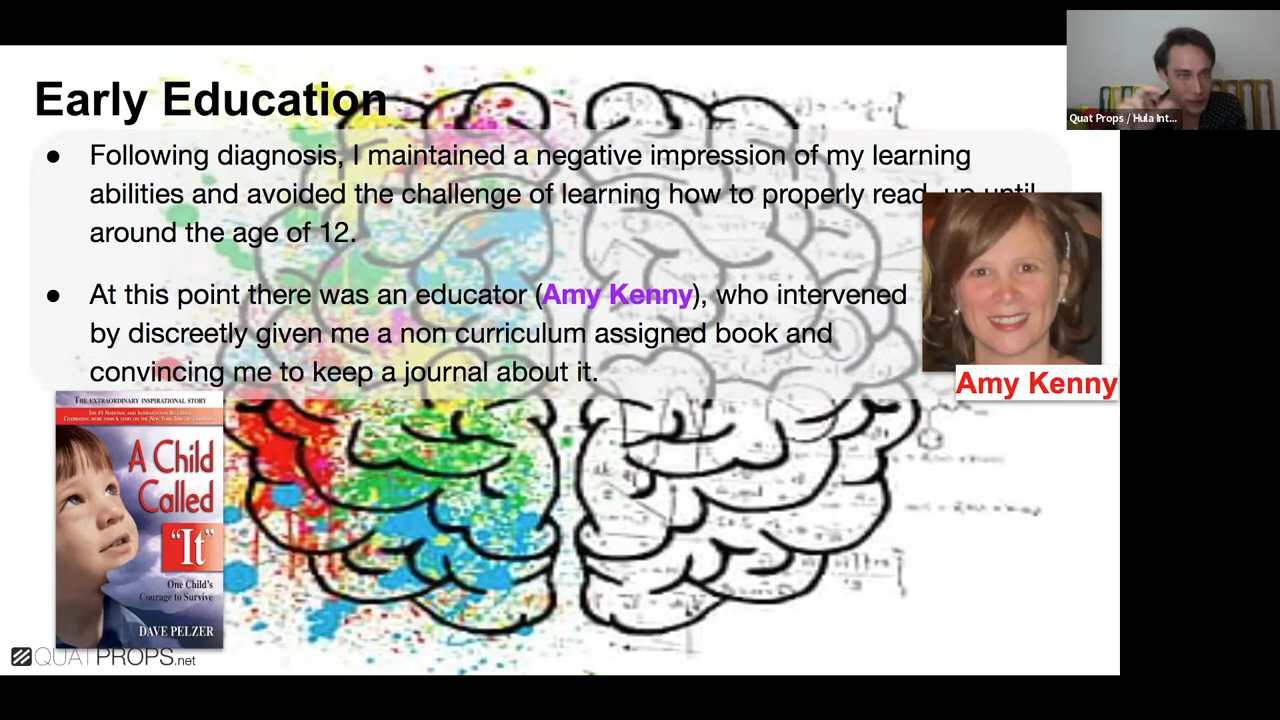 Early Education
● Following diagnosis, I maintained a negative impression of my learning
abilities and avoided the challenge of learning how to properly read, up until
around the age of 12.
● At this point there was an educator (Amy Kenny), who intervened
by discreetly given me a non curriculum assigned book and
convincing me to keep a journal about it.
Amy Kenny
THE EXTRAORDINARY INSPIRATIONAL STORY
A Child
Called
"It"
One Child's
Courage to Survive
DAVE PELZER
QUATPROPS.net
Quat Props / Hula Int...